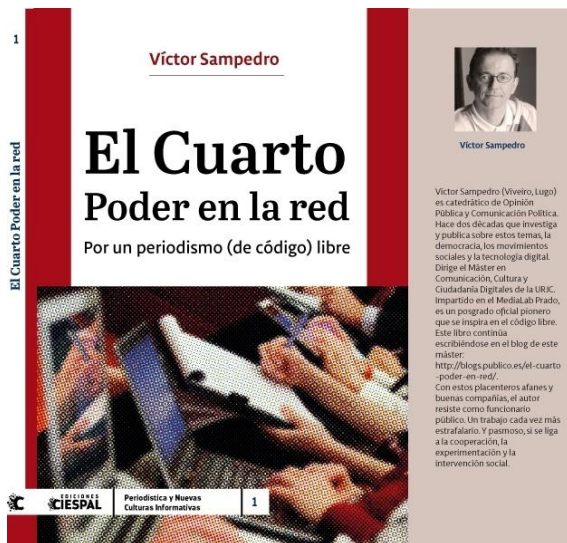 1
El Cuarto Poder en la red
Víctor Sampedro
El Cuarto
Poder en la red
Por un periodismo (de código) libre
EDICIONES
CIESPAL
Periodística y Nuevas
Culturas Informativas
1
Víctor Sampedro
Víctor Sampedro (Viveiro, Lugo)
es catedrático de Opinión
Pública y Comunicación Política.
Hace dos décadas que investiga
y publica sobre estos temas, la
democracia, los movimientos
sociales y la tecnología digital.
Dirige el Máster en
Comunicación, Cultura y
Ciudadanía Digitales de la URJC.
Impartido en el MediaLab Prado,
es un posgrado oficial pionero
que se inspira en el código libre.
Este libro continúa
escribiéndose en el blog de este
máster:
http://blogs.publico.es/el-cuarto
-poder-en-red/.
Con estos placenteros afanes y
buenas compañías, el autor
resiste como funcionario
público. Un trabajo cada vez más
estrafalario. Y pasmoso, si se liga
a la cooperación, la
experimentación y la
intervención social.